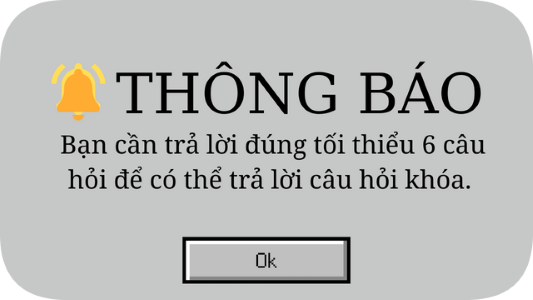 THÔNG BÁO
Bạn cần trả lời đúng tối thiểu 6 câu
hỏi để có thể trả lời câu hỏi khóa.
Ok